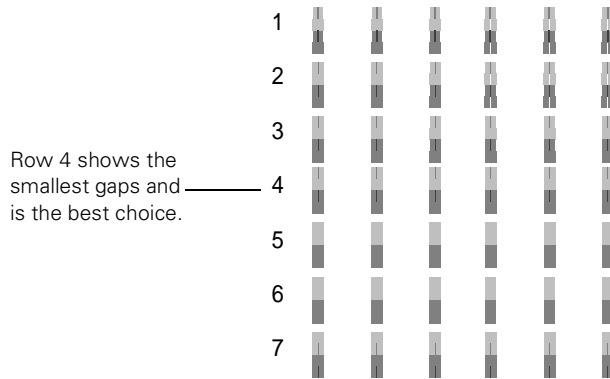 1
2
3
Row 4 shows the
smallest gaps and
is the best choice.
4
5
6
7